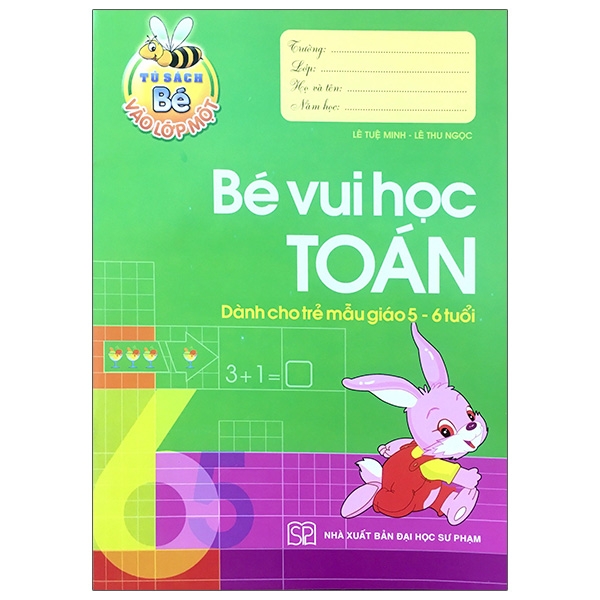 TỦ SÁCH
Bé
VÀO LỚP MỘT
Trường:
Lớp:
Họ và tên:
Năm học:
LÊ TUỆ MINH - LÊ THU NGỌC
Bé vui học
TOÁN
Dành cho trẻ mẫu giáo 5 - 6 tuổi
3+1=
6
5
SP
NHÀ XUẤT BẢN ĐẠI HỌC SƯ PHẠM